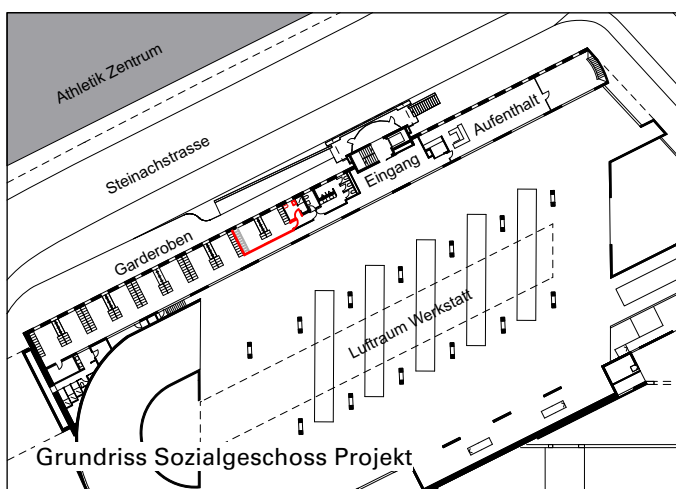 Athletik Zentrum
Steinachstrasse
Aufenthalt
Eingang
Garderoben
Luftraum Werkstatt
Grundriss Sozialgeschoss Projekt